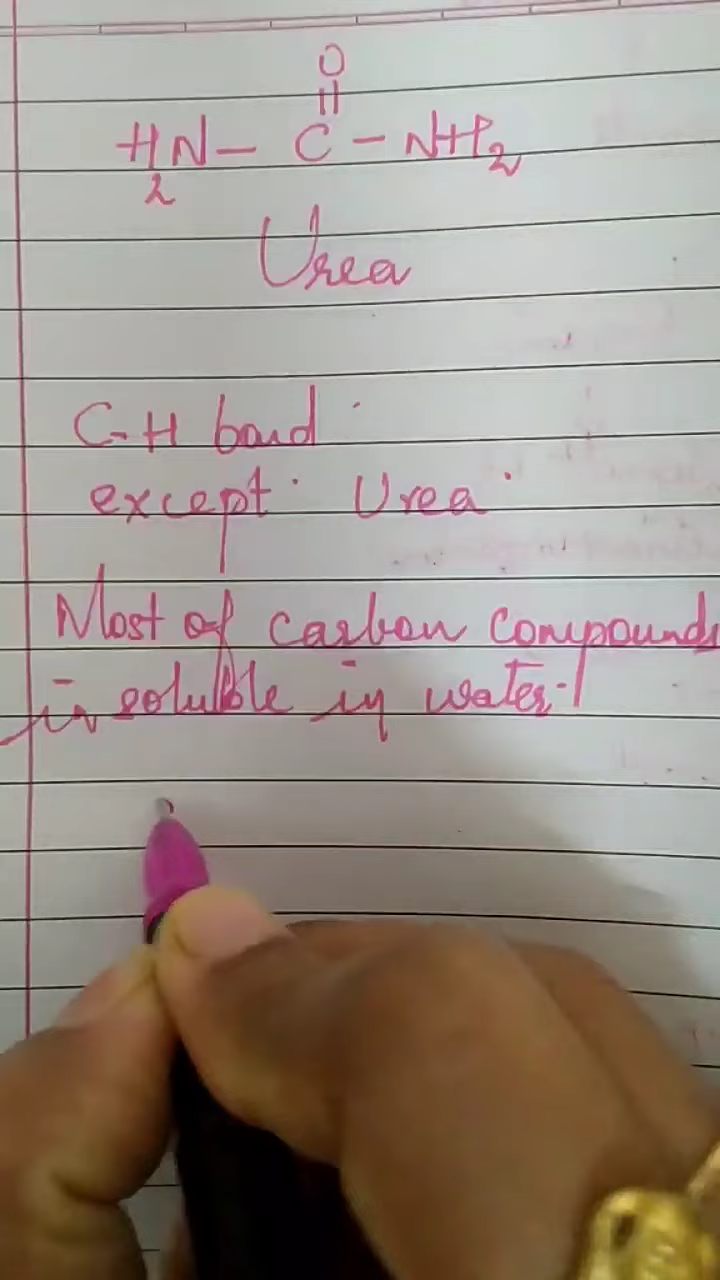 O
||
H2N - C - NH2
Urea
C-H bond
except Urea
Most of carbon compounds
insoluble in water.